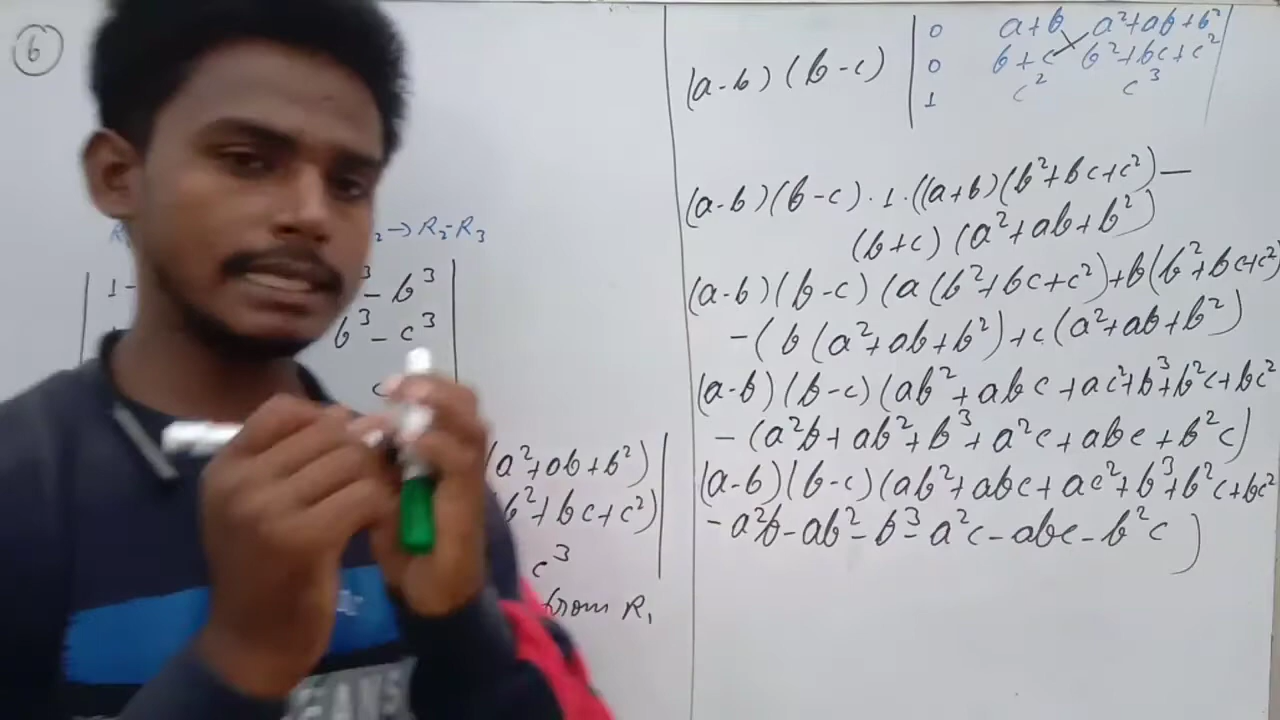 6
R₂→R₂-R₃
1-
³-b³
b³-c³
(a²+ab+b²)
b²+bc+c²)
c³
from R₁
(a-b)(b-c)
0 a+b a²+ab+b²
0 b+c b²+bc+c²
1 c² c³
(a-b)(b-c).1.((a+b)(b²+bc+c²)-
(b+c)(a²+ab+b²)
(a-b)(b-c)(a(b²+bc+c²)+b(b²+bc+c²)
-(b(a²+ab+b²)+c(a²+ab+b²)
(a-b)(b-c)(ab²+abc+ac²+b³+b²c+bc²
-(a²b+ab²+b³+a²c+abc+b²c)
(a-b)(b-c)(ab²+abc+ac²+b³+b²c+bc²
-a²b-ab²-b³-a²c-abc-b²c)